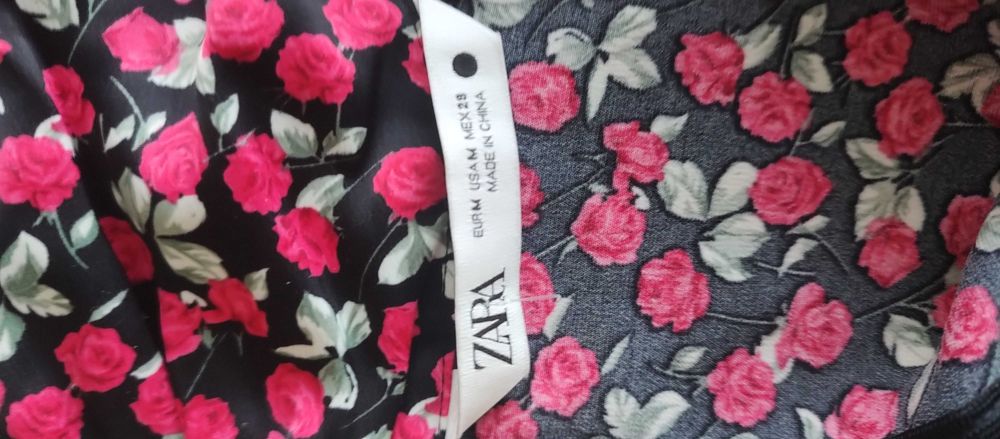 ZARA
EUR M USA M MEX 28
MADE IN CHINA